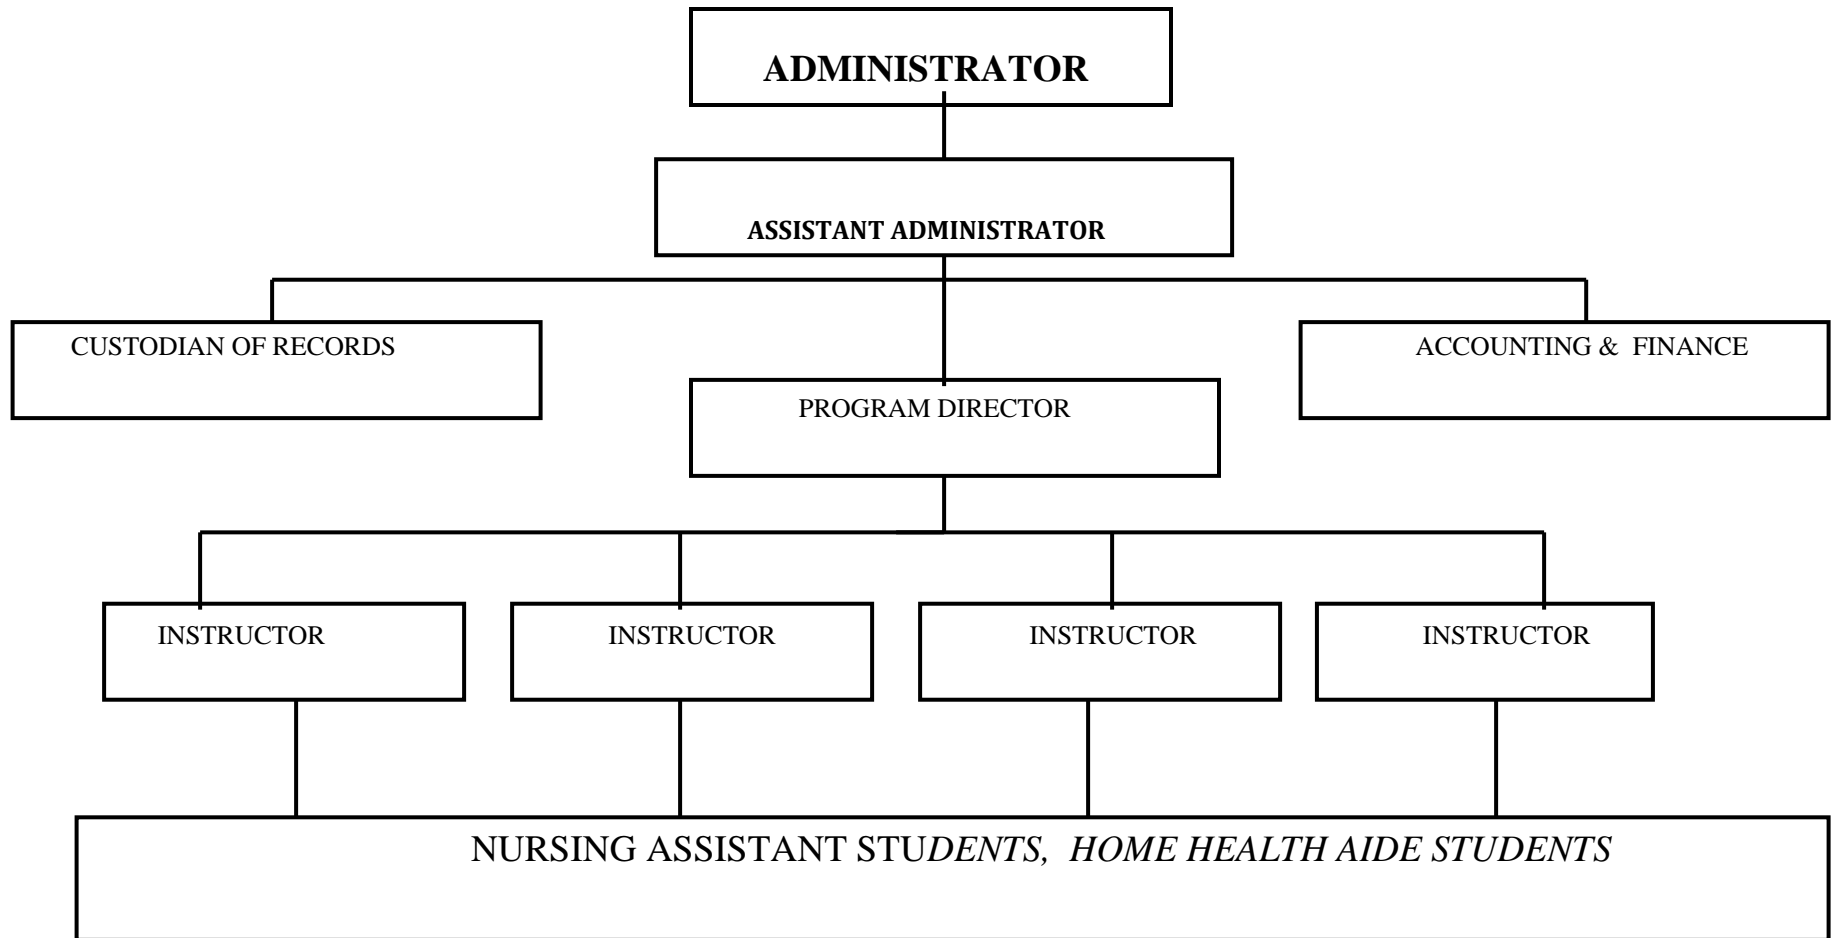 ADMINISTRATOR
ASSISTANT ADMINISTRATOR
CUSTODIAN OF RECORDS
ACCOUNTING & FINANCE
PROGRAM DIRECTOR
INSTRUCTOR
INSTRUCTOR
INSTRUCTOR
INSTRUCTOR
NURSING ASSISTANT STUDENTS, HOME HEALTH AIDE STUDENTS